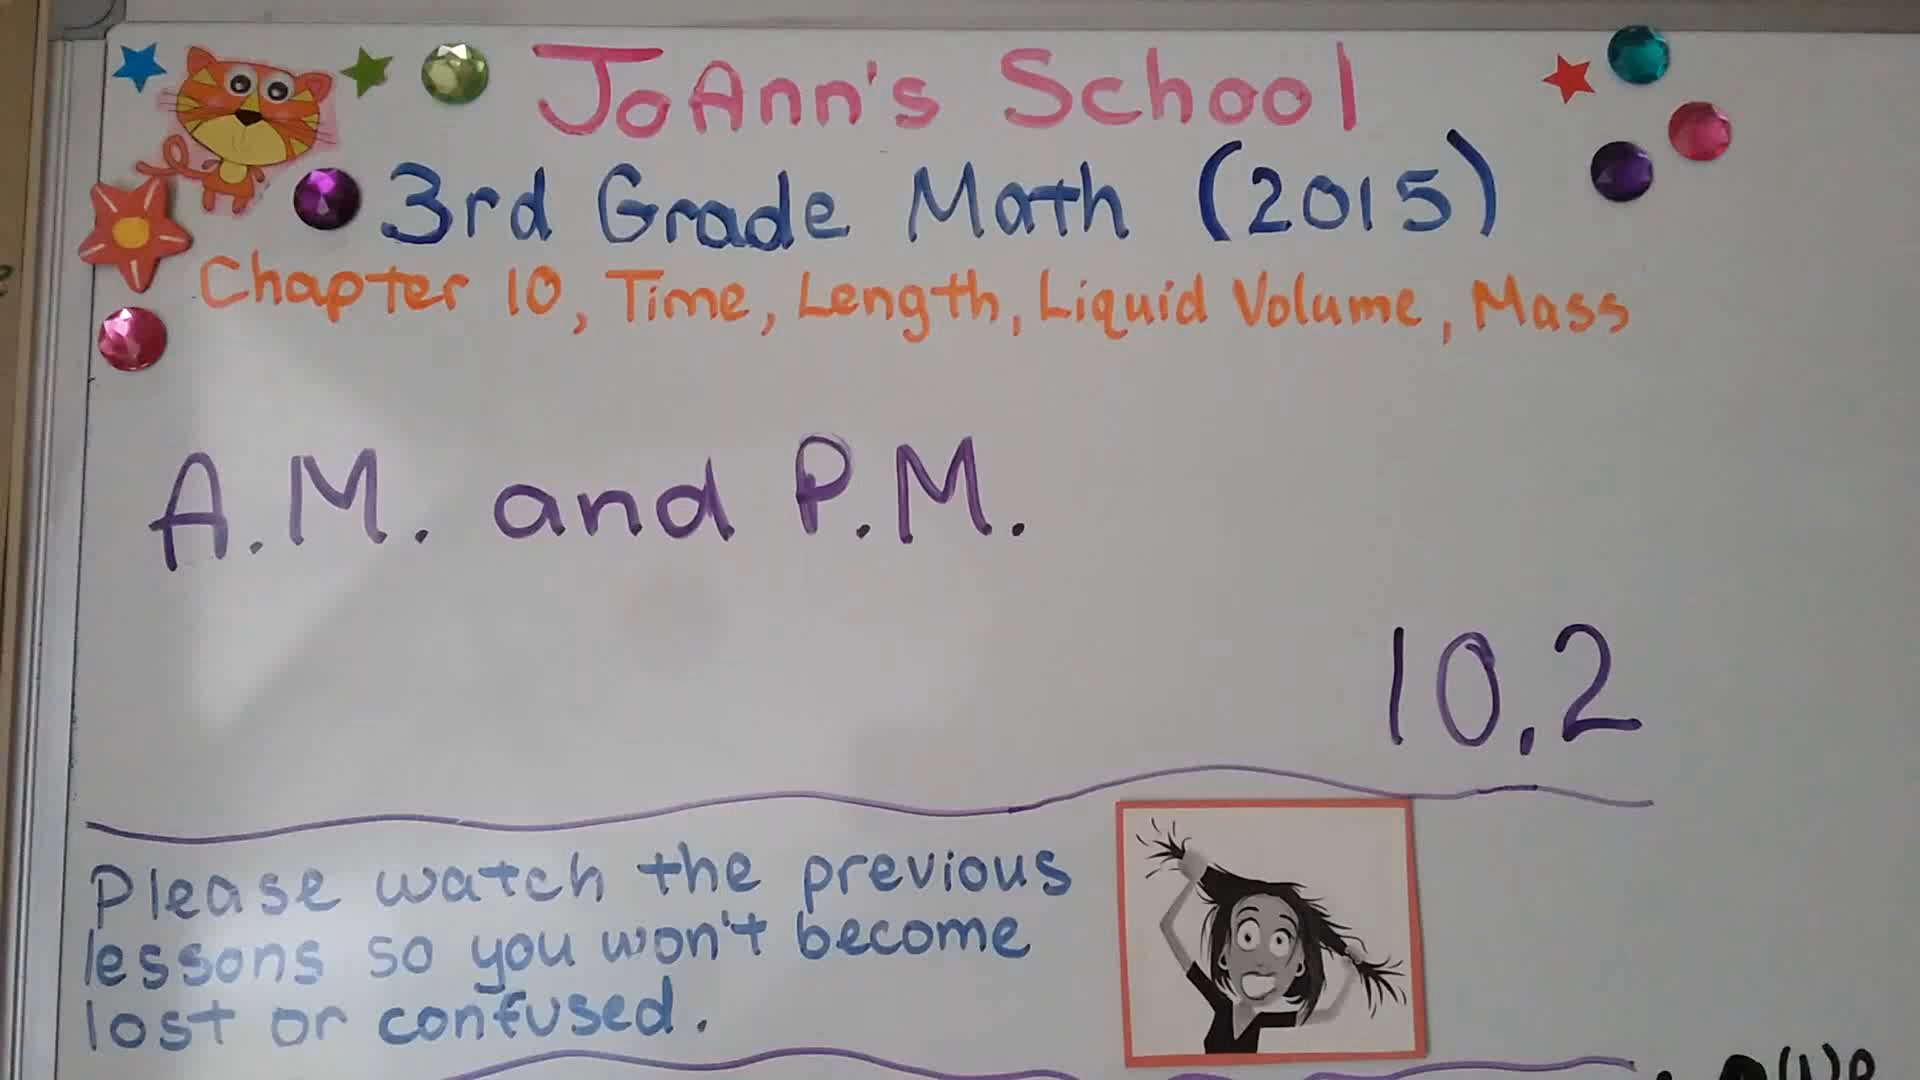 JoAnn's School
3rd Grade Math (2015)
Chapter 10, Time, Length, Liquid Volume, Mass
A.M. and P.M.
10.2
Please watch the previous
lessons so you won't become
lost or confused.